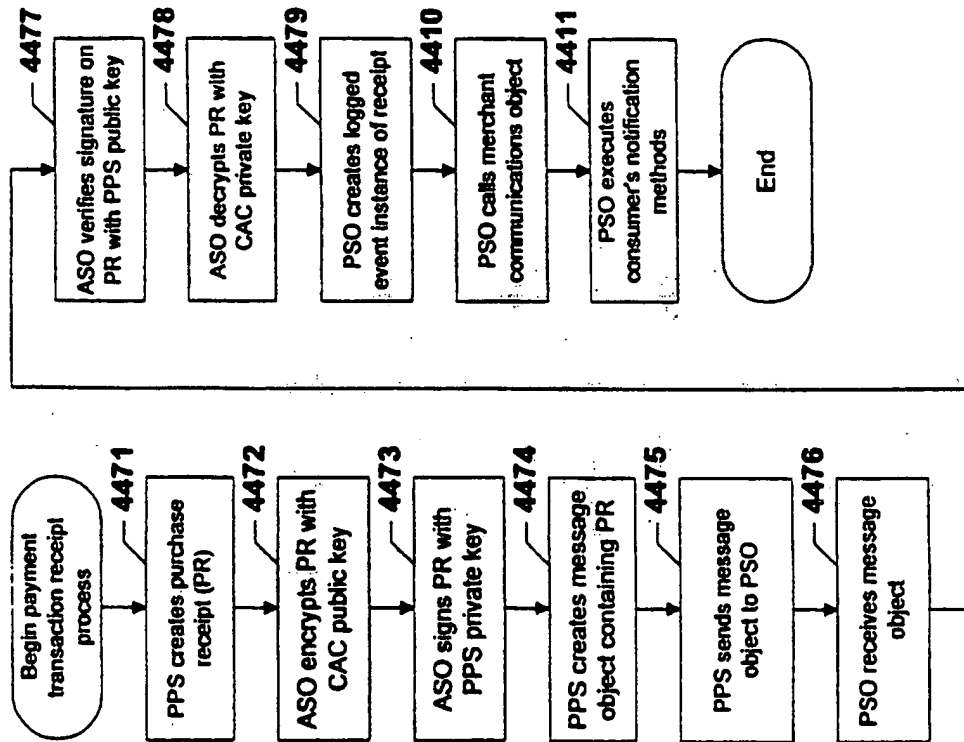 Begin payment
transaction receipt
process
4471
PPS creates purchase
receipt (PR)
4472
ASO encrypts PR with
CAC public key
4473
ASO signs PR with
PPS private key
4474
PPS creates message
object containing PR
4475
PPS sends message
object to PSO
4476
PSO receives message
object
4477
ASO verifies signature on
PR with PPS public key
4478
ASO decrypts PR with
CAC private key
4479
PSO creates logged
event instance of receipt
4410
PSO calls merchant
communications object
4411
PSO executes
consumer's notification
methods
End